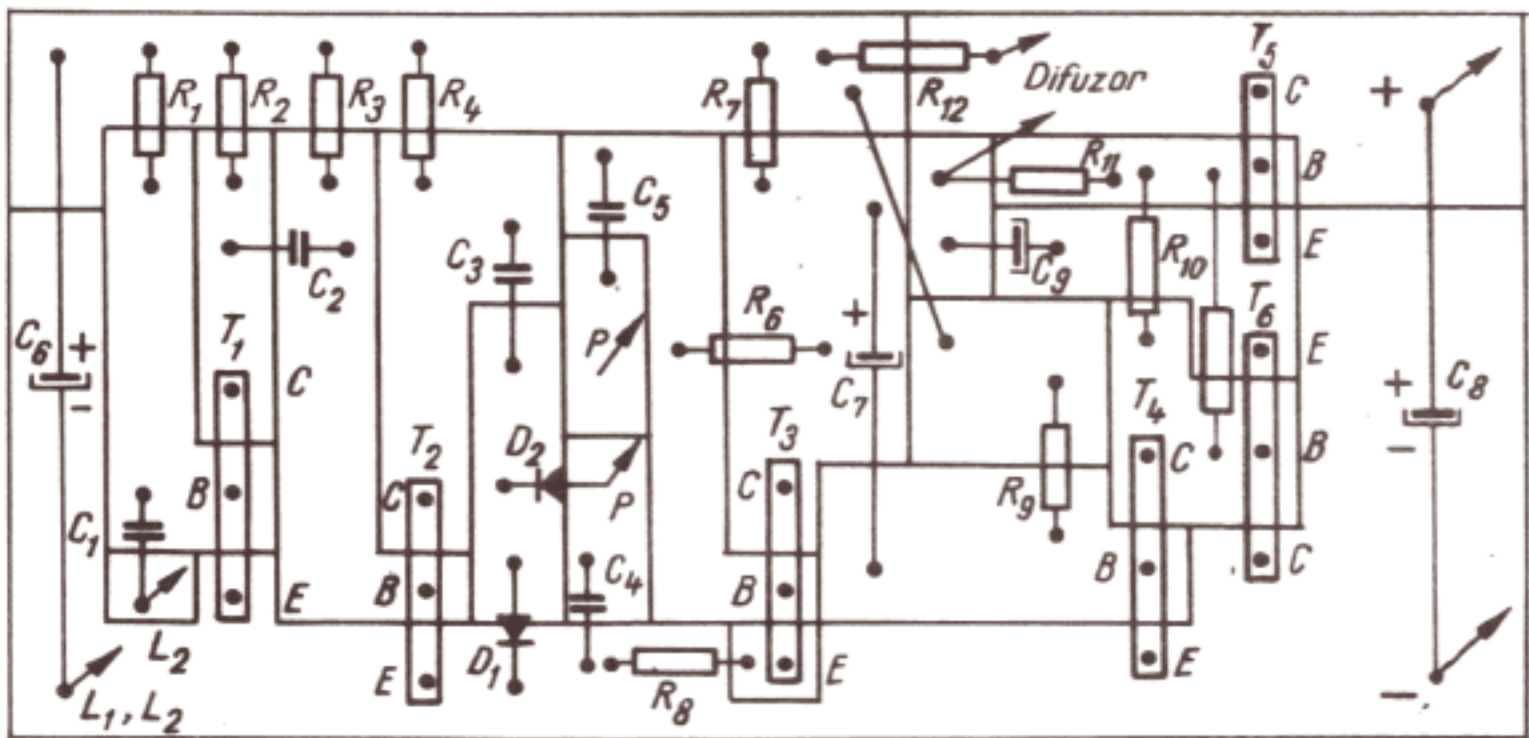 R1 R2 R3 R4 R7 R12 Difuzor T5 C
R11 B
+ +
C2 C3 C5 C9 R10 E
C6 + - T1 C P R6 + C7 T6 E C8 + -
B T2 C D2 P T3 C R9 T4 C B
C1 B B C4 B B C
E L2 E D1 R8 E E
L1, L2 -.